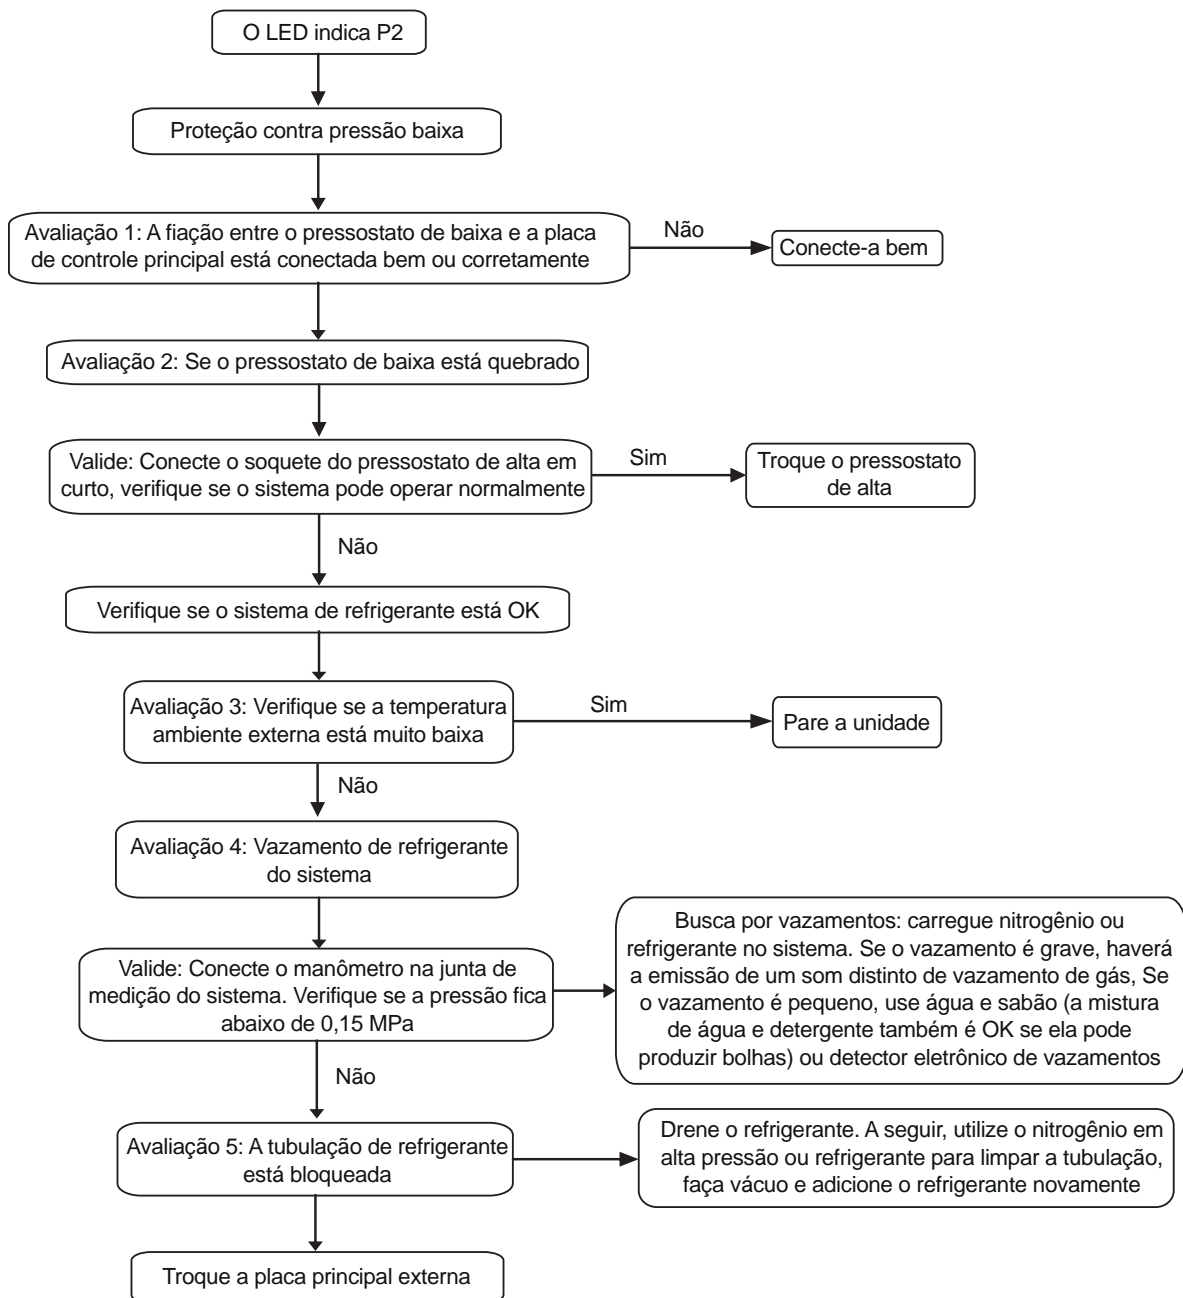 O LED indica P2
Proteção contra pressão baixa
Avaliação 1: A fiação entre o pressostato de baixa e a placa
de controle principal está conectada bem ou corretamente
Não
Conecte-a bem
Avaliação 2: Se o pressostato de baixa está quebrado
Valide: Conecte o soquete do pressostato de alta em
curto, verifique se o sistema pode operar normalmente
Sim
Troque o pressostato
de alta
Não
Verifique se o sistema de refrigerante está OK
Avaliação 3: Verifique se a temperatura
ambiente externa está muito baixa
Sim
Pare a unidade
Não
Avaliação 4: Vazamento de refrigerante
do sistema
Valide: Conecte o manômetro na junta de
medição do sistema. Verifique se a pressão fica
abaixo de 0,15 MPa
Busca por vazamentos: carregue nitrogênio ou
refrigerante no sistema. Se o vazamento é grave, haverá
a emissão de um som distinto de vazamento de gás, Se
o vazamento é pequeno, use água e sabão (a mistura
de água e detergente também é OK se ela pode
produzir bolhas) ou detector eletrônico de vazamentos
Não
Avaliação 5: A tubulação de refrigerante
está bloqueada
Drene o refrigerante. A seguir, utilize o nitrogênio em
alta pressão ou refrigerante para limpar a tubulação,
faça vácuo e adicione o refrigerante novamente
Troque a placa principal externa